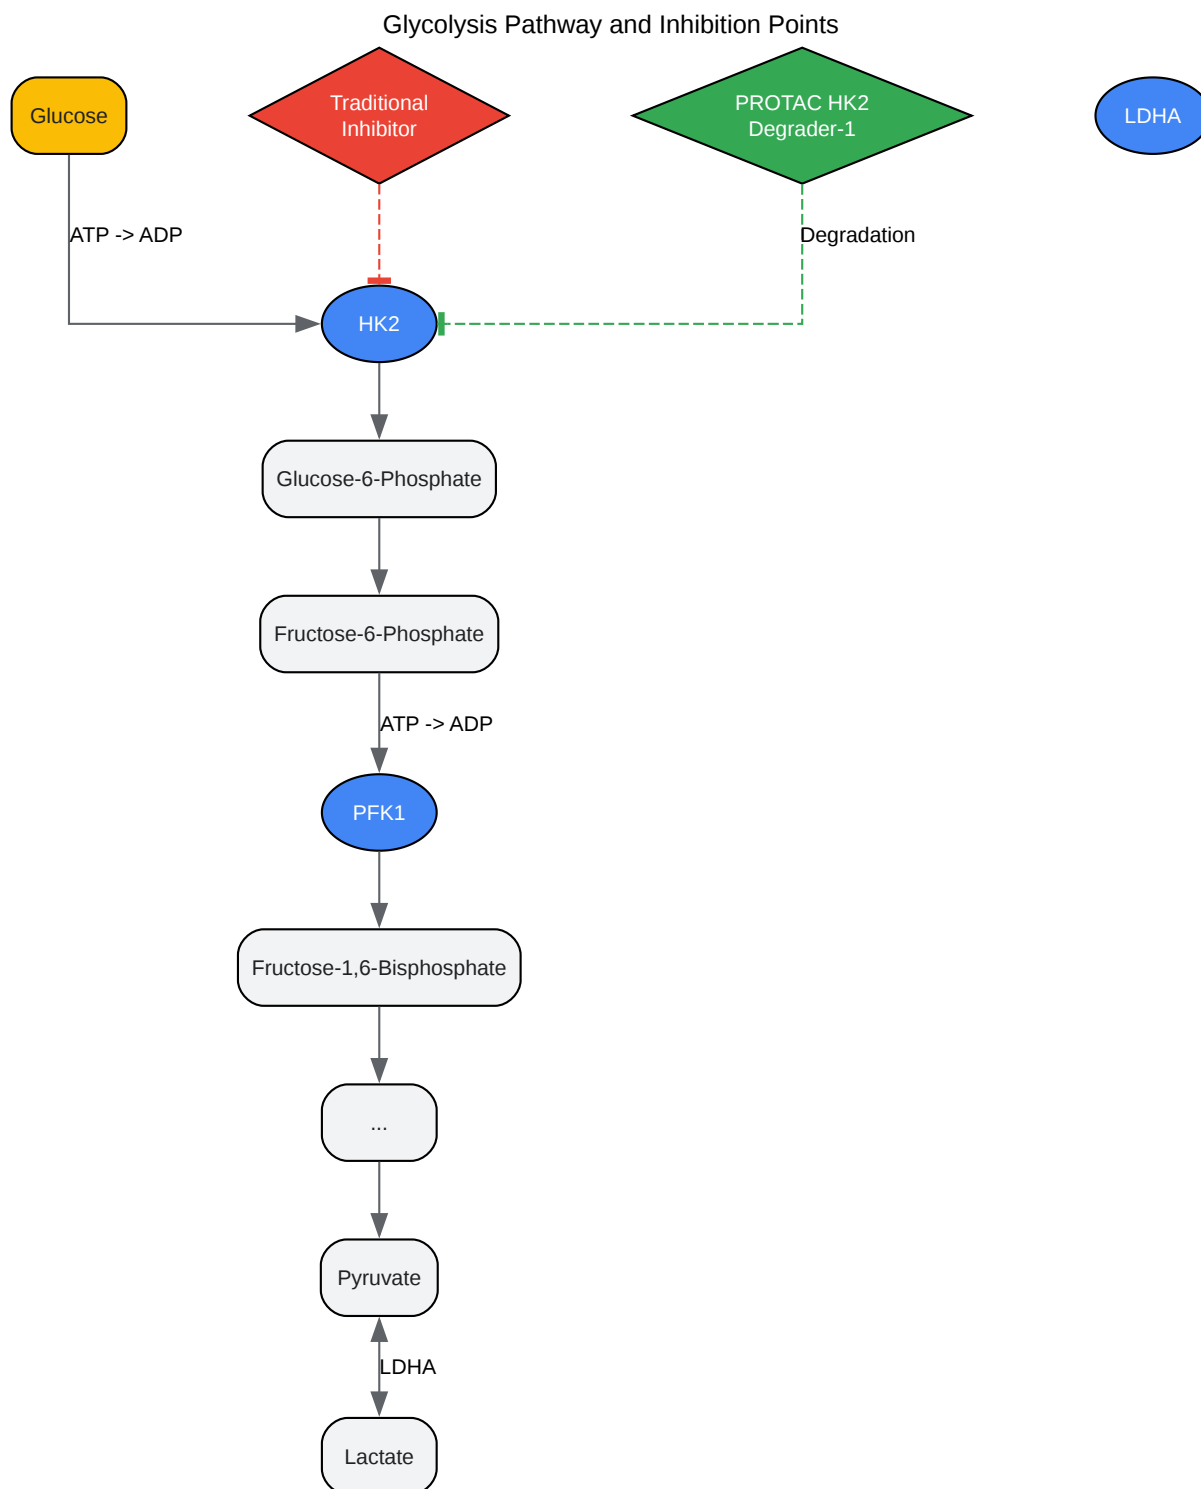 Glycolysis Pathway and Inhibition Points
Glucose
Traditional
Inhibitor
PROTAC HK2
Degrader-1
LDHA
ATP -> ADP
Degradation
HK2
Glucose-6-Phosphate
Fructose-6-Phosphate
ATP -> ADP
PFK1
Fructose-1,6-Bisphosphate
...
Pyruvate
LDHA
Lactate